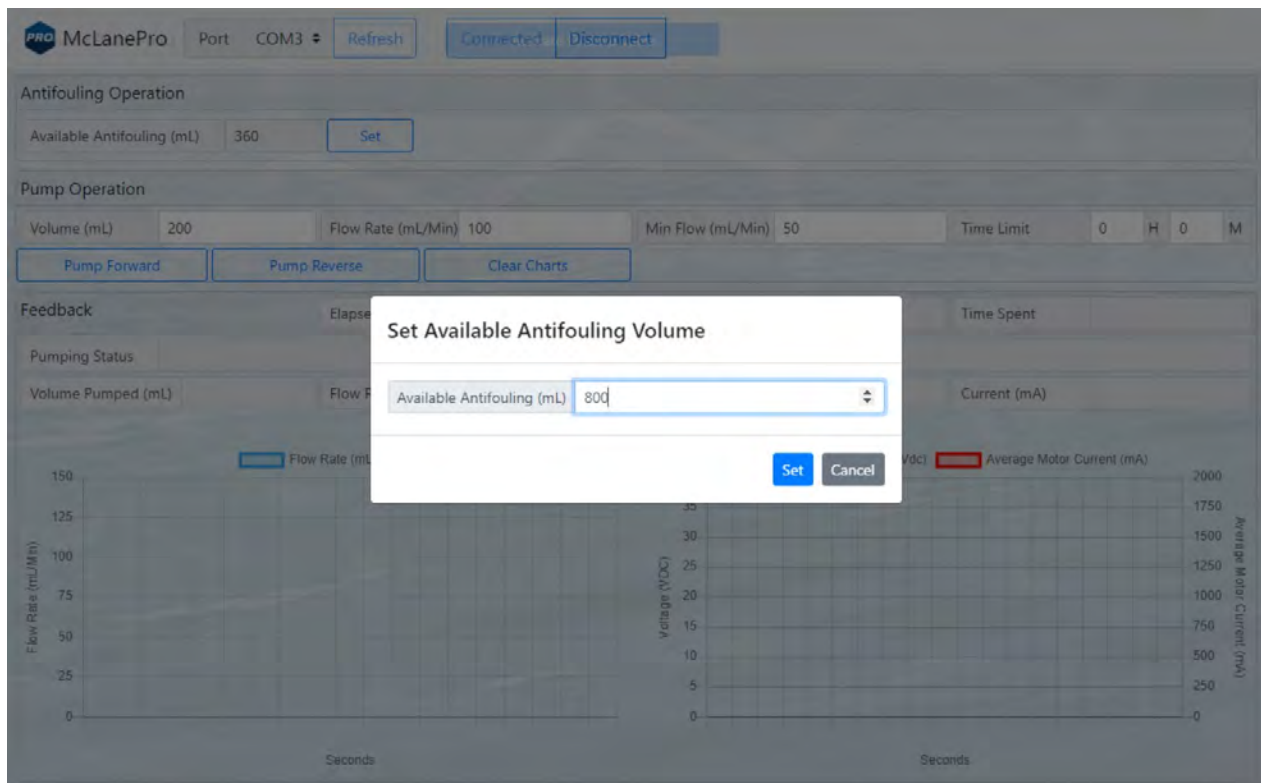 PRO McLanePro Port COM3 Refresh Connected Disconnect
Antifouling Operation
Available Antifouling (mL) 360 Set
Pump Operation
Volume (mL) 200 Flow Rate (mL/Min) 100 Min Flow (mL/Min) 50 Time Limit 0 H 0 M
Pump Forward Pump Reverse Clear Charts
Feedback Elapse Time Spent
Pumping Status
Volume Pumped (mL) Flow Current (mA)
Set Available Antifouling Volume
Available Antifouling (mL) 800
Set Cancel
Flow Rate (mL
150
125
100
75
50
25
0
Flow Rate (mL/Min)
Seconds
Vdc) Average Motor Current (mA)
35
30
25
20
15
10
5
0
Voltage (VDC)
2000
1750
1500
1250
1000
750
500
250
0
Average Motor Current (mA)
Seconds